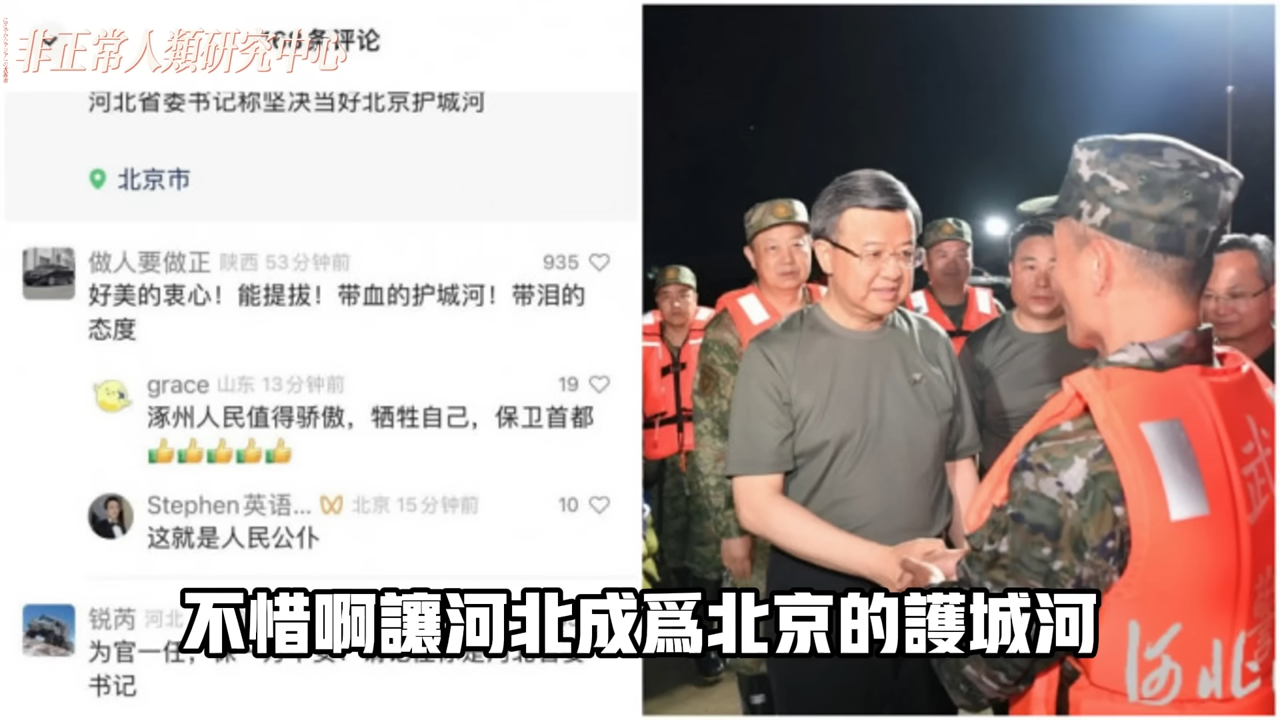 非正常人類研究中心
条评论
河北省委书记称坚决当好北京护城河
北京市
做人要做正 陕西 53分钟前 935
好美的衷心！能提拔！带血的护城河！带泪的
态度
grace 山东 13分钟前 19
涿州人民值得骄傲，牺牲自己，保卫首都
Stephen英语... 北京 15分钟前 10
这就是人民公仆
锐芮 河北
为官一任，
书记
不惜啊讓河北成爲北京的護城河
武警
河北